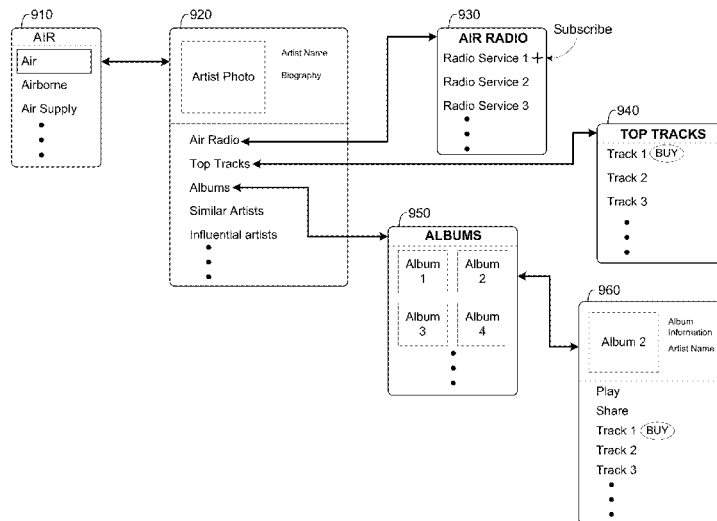 910
AIR
Air
Airborne
Air Supply
920
Artist Photo
Artist Name
Biography
Air Radio
Top Tracks
Albums
Similar Artists
Influential artists
930
AIR RADIO
Radio Service 1 +
Radio Service 2
Radio Service 3
Subscribe
940
TOP TRACKS
Track 1 BUY
Track 2
Track 3
950
ALBUMS
Album 1
Album 2
Album 3
Album 4
960
Album 2
Album
Information
Artist Name
Play
Share
Track 1 BUY
Track 2
Track 3